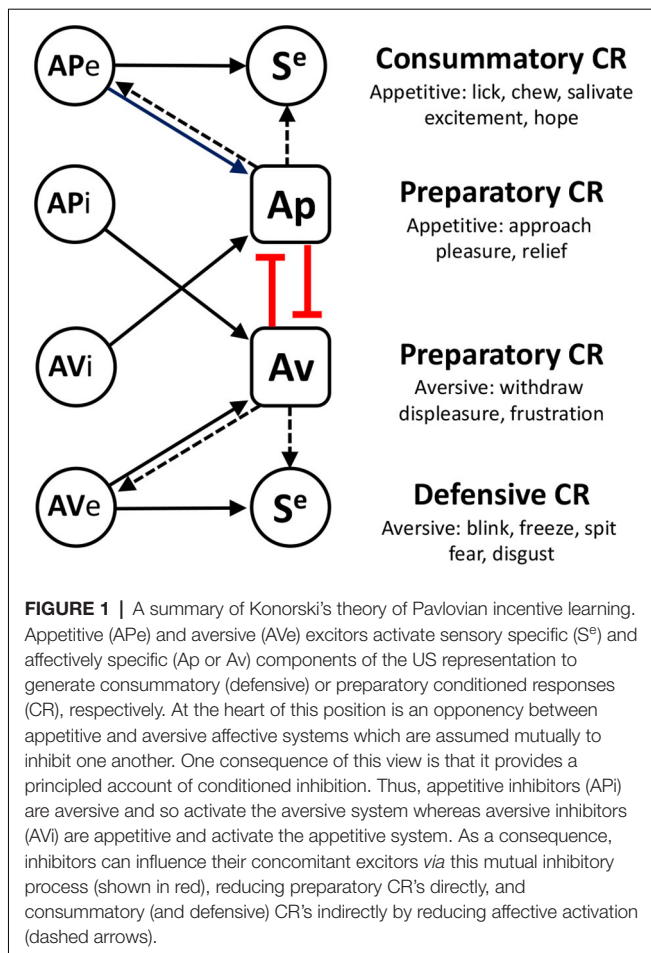 APe
Sᵉ
Consummatory CR
Appetitive: lick, chew, salivate
excitement, hope
APi
Ap
Preparatory CR
Appetitive: approach
pleasure, relief
AVi
Av
Preparatory CR
Aversive: withdraw
displeasure, frustration
AVe
Sᵉ
Defensive CR
Aversive: blink, freeze, spit
fear, disgust
FIGURE 1 | A summary of Konorski's theory of Pavlovian incentive learning.
Appetitive (APe) and aversive (AVe) excitors activate sensory specific (Sᵉ) and
affectively specific (Ap or Av) components of the US representation to
generate consummatory (defensive) or preparatory conditioned responses
(CR), respectively. At the heart of this position is an opponency between
appetitive and aversive affective systems which are assumed mutually to
inhibit one another. One consequence of this view is that it provides a
principled account of conditioned inhibition. Thus, appetitive inhibitors (APi)
are aversive and so activate the aversive system whereas aversive inhibitors
(AVi) are appetitive and activate the appetitive system. As a consequence,
inhibitors can influence their concomitant excitors via this mutual inhibitory
process (shown in red), reducing preparatory CR's directly, and
consummatory (and defensive) CR's indirectly by reducing affective activation
(dashed arrows).